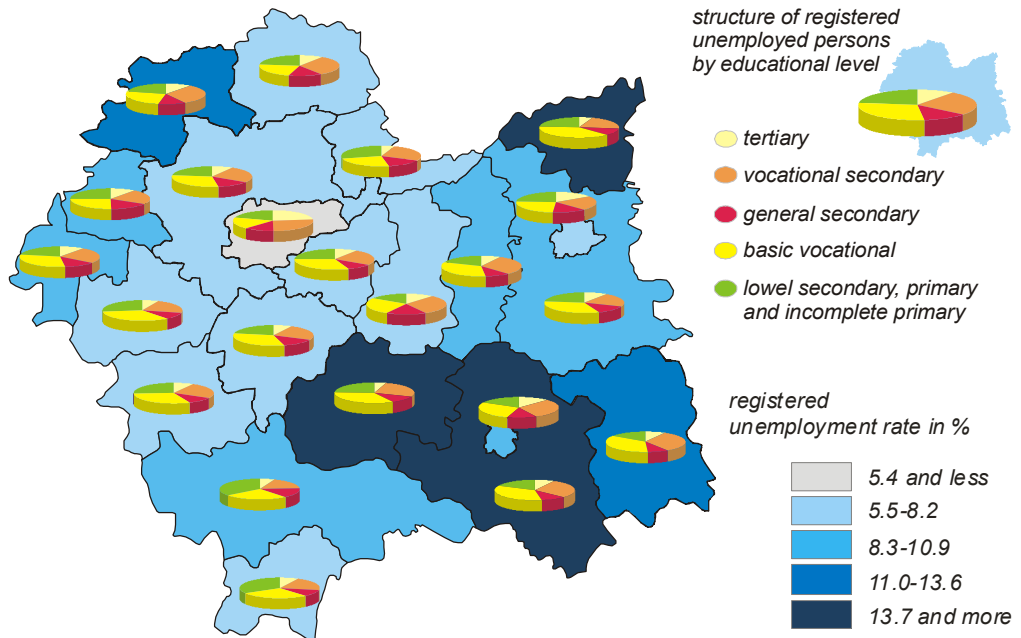 structure of registered
unemployed persons
by educational level
tertiary
vocational secondary
general secondary
basic vocational
lowel secondary, primary
and incomplete primary
registered
unemployment rate in %
5.4 and less
5.5-8.2
8.3-10.9
11.0-13.6
13.7 and more